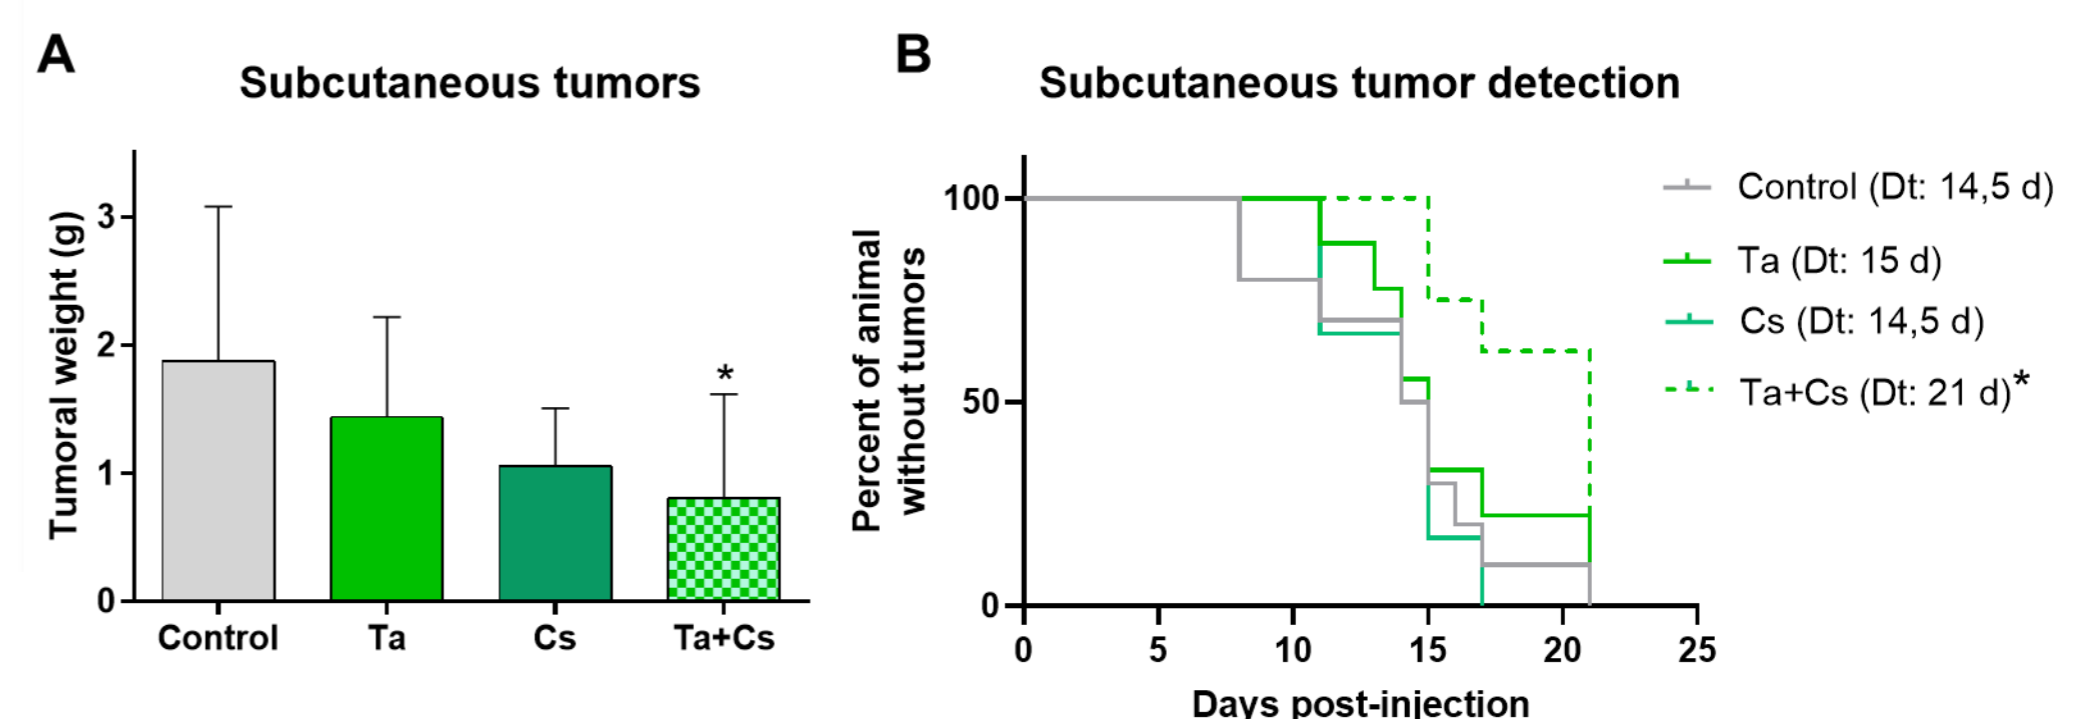 A
Subcutaneous tumors
Tumoral weight (g)
3
2
1
0
*
Control
Ta
Cs
Ta+Cs
B
Subcutaneous tumor detection
Percent of animal
without tumors
100
50
0
0
5
10
15
20
25
Days post-injection
Control (Dt: 14,5 d)
Ta (Dt: 15 d)
Cs (Dt: 14,5 d)
Ta+Cs (Dt: 21 d)*